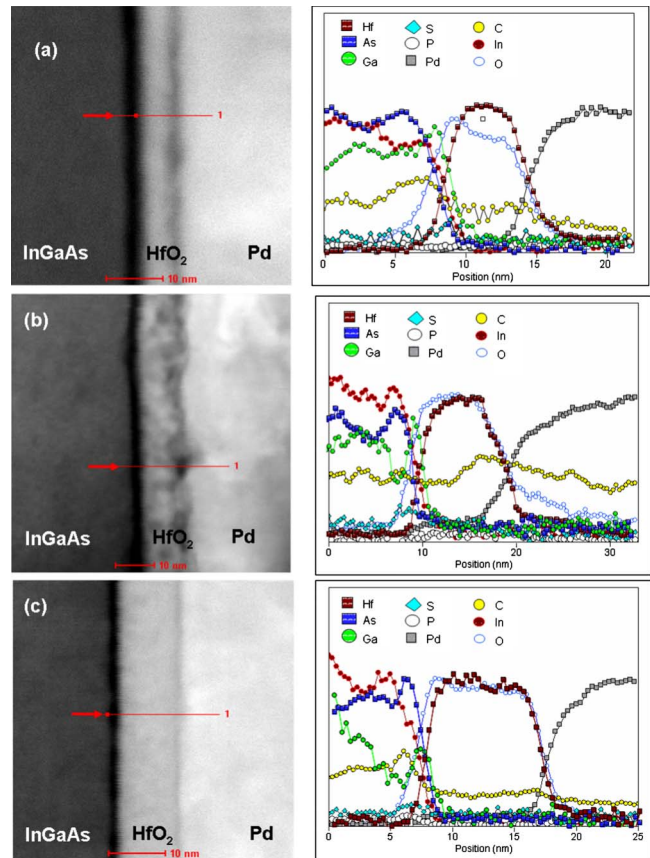 (a)
1
InGaAs
HfO2
Pd
10 nm
Hf
S
C
As
P
In
Ga
Pd
O
0 5 10 15 20
Position (nm)
(b)
1
InGaAs
HfO2
Pd
10 nm
Hf
S
C
As
P
In
Ga
Pd
O
0 10 20 30
Position (nm)
(c)
1
InGaAs
HfO2
Pd
10 nm
Hf
S
C
As
P
In
Ga
Pd
O
0 5 10 15 20 25
Position (nm)